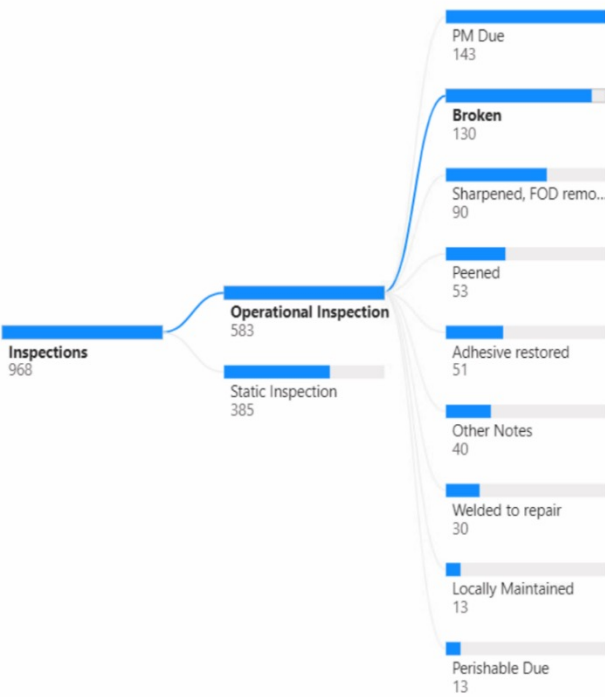 PM Due
143
Broken
130
Sharpened, FOD remo...
90
Peened
53
Operational Inspection
583
Inspections
968
Adhesive restored
51
Static Inspection
385
Other Notes
40
Welded to repair
30
Locally Maintained
13
Perishable Due
13